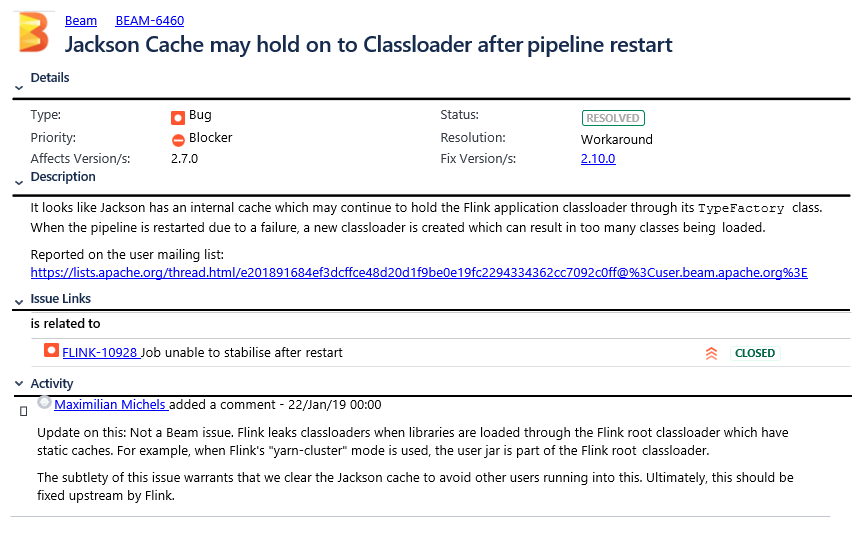 Beam BEAM-6460
Jackson Cache may hold on to Classloader after pipeline restart
Details
Type: Bug Status: RESOLVED
Priority: Blocker Resolution: Workaround
Affects Version/s: 2.7.0 Fix Version/s: 2.10.0
Description
It looks like Jackson has an internal cache which may continue to hold the Flink application classloader through its TypeFactory class.
When the pipeline is restarted due to a failure, a new classloader is created which can result in too many classes being loaded.
Reported on the user mailing list:
https://lists.apache.org/thread.html/e201891684ef3dcffce48d20d1f9be0e19fc2294334362cc7092c0ff@%3Cuser.beam.apache.org%3E
Issue Links
is related to
FLINK-10928 Job unable to stabilise after restart CLOSED
Activity
Maximilian Michels added a comment - 22/Jan/19 00:00
Update on this: Not a Beam issue. Flink leaks classloaders when libraries are loaded through the Flink root classloader which have
static caches. For example, when Flink's "yarn-cluster" mode is used, the user jar is part of the Flink root classloader.
The subtlety of this issue warrants that we clear the Jackson cache to avoid other users running into this. Ultimately, this should be
fixed upstream by Flink.